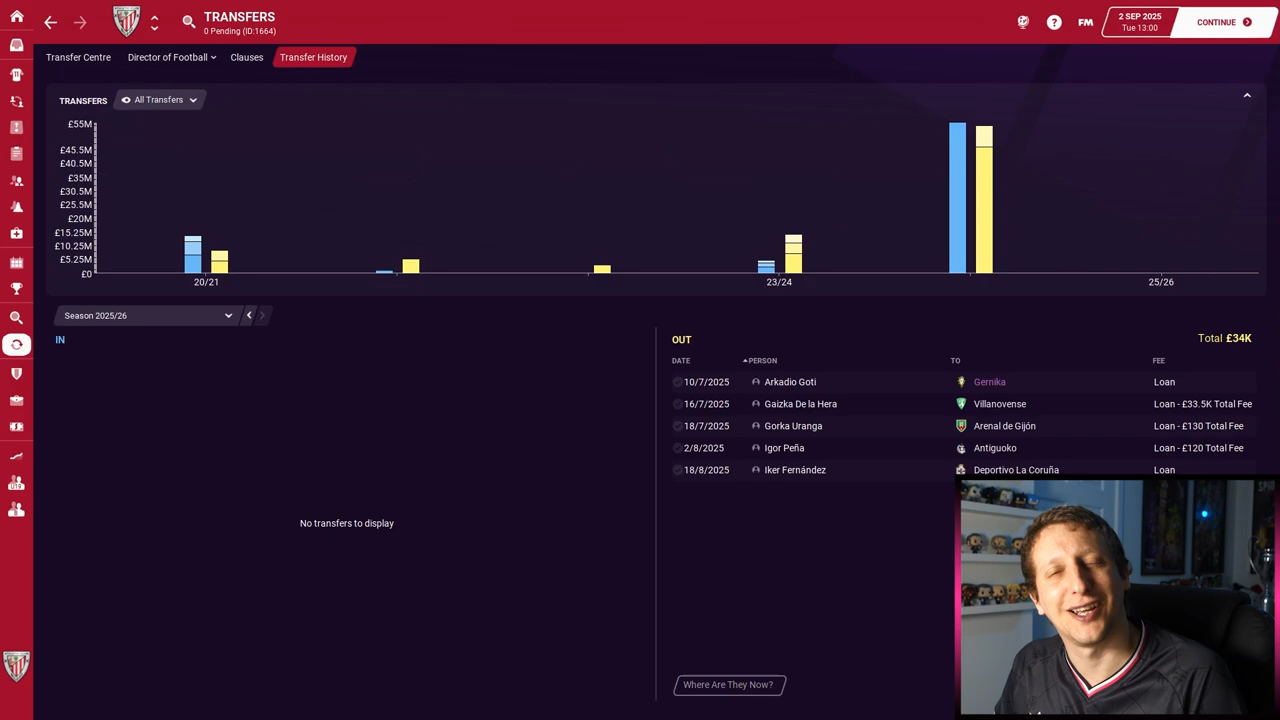 TRANSFERS
0 Pending (ID:1664)
FM
2 SEP 2025
Tue 13:00
CONTINUE
Transfer Centre
Director of Football
Clauses
Transfer History
TRANSFERS
All Transfers
£55M
£45.5M
£40.5M
£35M
£30.5M
£25.5M
£20M
£15.25M
£10.25M
£5.25M
£0
20/21
23/24
25/26
Season 2025/26
IN
No transfers to display
OUT
Total £34K
DATE PERSON TO FEE
10/7/2025 Arkadio Goti Gernika Loan
16/7/2025 Gaizka De la Hera Villanovense Loan - £33.5K Total Fee
18/7/2025 Gorka Uranga Arenal de Gijón Loan - £130 Total Fee
2/8/2025 Igor Peña Antiguoko Loan - £120 Total Fee
18/8/2025 Iker Fernández Deportivo La Coruña Loan
Where Are They Now?